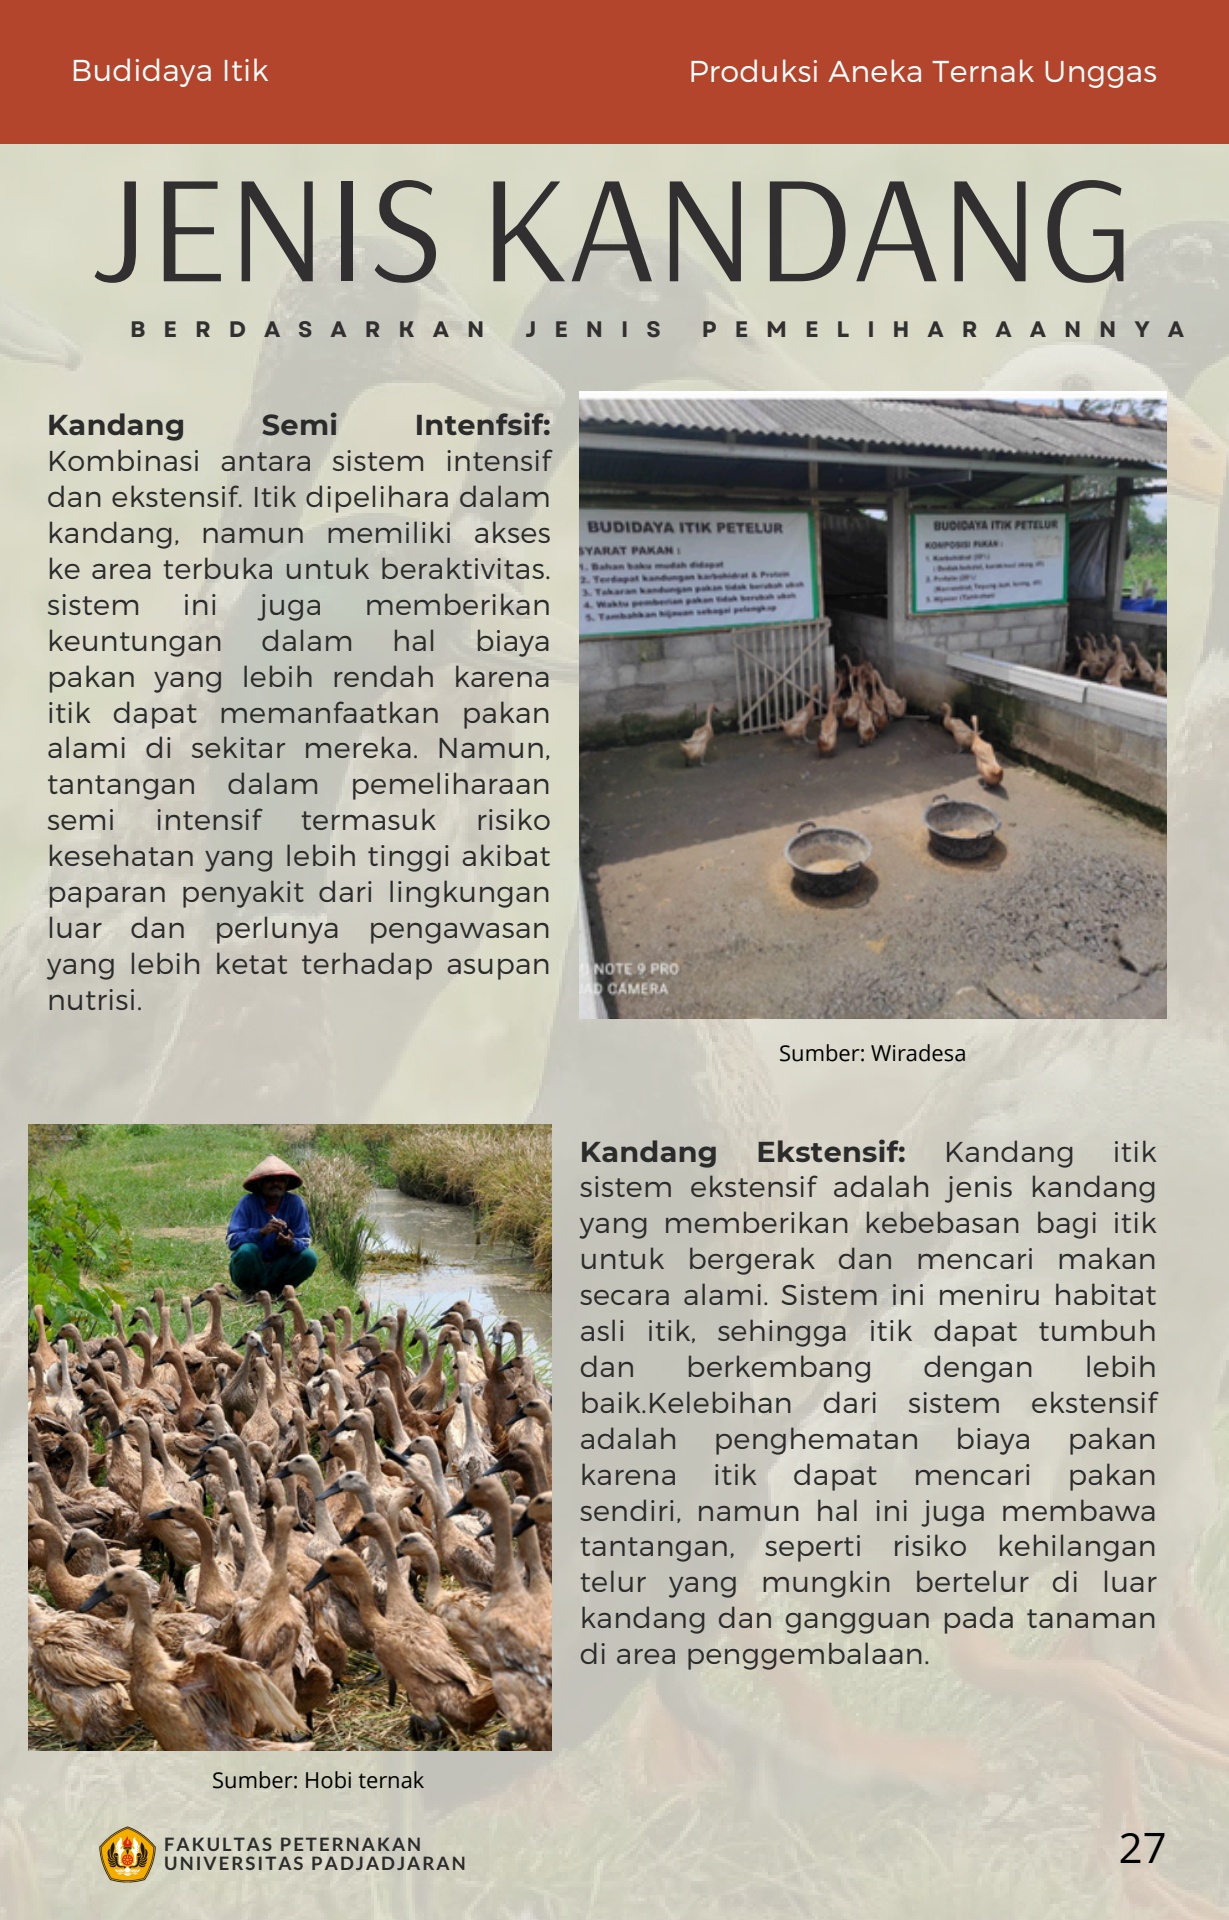 Budidaya Itik
Produksi Aneka Ternak Unggas
JENIS KANDANG
BERDASARKAN JENIS PEMELIHARAANNYA
Kandang Semi Intenfsif:
Kombinasi antara sistem intensif
dan ekstensif. Itik dipelihara dalam
kandang, namun memiliki akses
ke area terbuka untuk beraktivitas.
sistem ini juga memberikan
keuntungan dalam hal biaya
pakan yang lebih rendah karena
itik dapat memanfaatkan pakan
alami di sekitar mereka. Namun,
tantangan dalam pemeliharaan
semi intensif termasuk risiko
kesehatan yang lebih tinggi akibat
paparan penyakit dari lingkungan
luar dan perlunya pengawasan
yang lebih ketat terhadap asupan
nutrisi.
BUDIDAYA ITIK PETELUR
SYARAT PAKAN :
1. Bahan baku mudah didapat
2. Terdapat kandungan karbohidrat & Protein
3. Takaran kandungan pakan tidak berubah ubah
4. Waktu pemberian pakan tidak berubah ubah
5. Tambahkan hijauan sebagai pelengkap
BUDIDAYA ITIK PETELUR
KOMPOSISI PAKAN :
1. Karbohidrat
2. Protein
3. Hijauan
NOTE 9 PRO
AD CAMERA
Sumber: Wiradesa
Kandang Ekstensif: Kandang itik
sistem ekstensif adalah jenis kandang
yang memberikan kebebasan bagi itik
untuk bergerak dan mencari makan
secara alami. Sistem ini meniru habitat
asli itik, sehingga itik dapat tumbuh
dan berkembang dengan lebih
baik.Kelebihan dari sistem ekstensif
adalah penghematan biaya pakan
karena itik dapat mencari pakan
sendiri, namun hal ini juga membawa
tantangan, seperti risiko kehilangan
telur yang mungkin bertelur di luar
kandang dan gangguan pada tanaman
di area penggembalaan.
Sumber: Hobi ternak
FAKULTAS PETERNAKAN
UNIVERSITAS PADJADJARAN
27